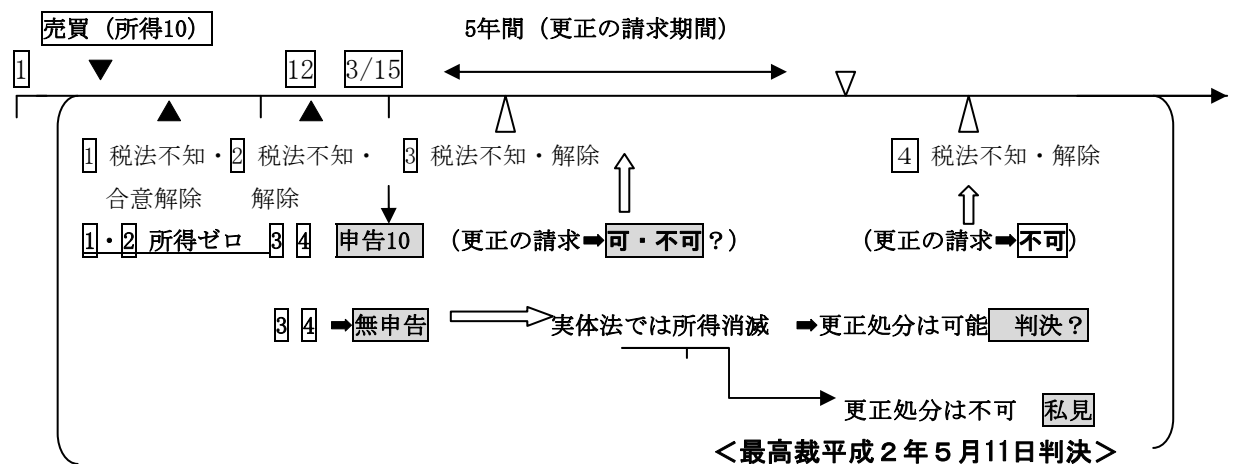 売買（所得10） 5年間（更正の請求期間）
1 12 3/15
1 税法不知・2 税法不知・ 3 税法不知・解除 4 税法不知・解除
合意解除 解除
1・2 所得ゼロ 3 4 申告10 （更正の請求➡可・不可？） （更正の請求➡不可）
3 4 ➡無申告 実体法では所得消滅 ➡更正処分は可能 判決？
更正処分は不可 私見
＜最高裁平成２年５月11日判決＞